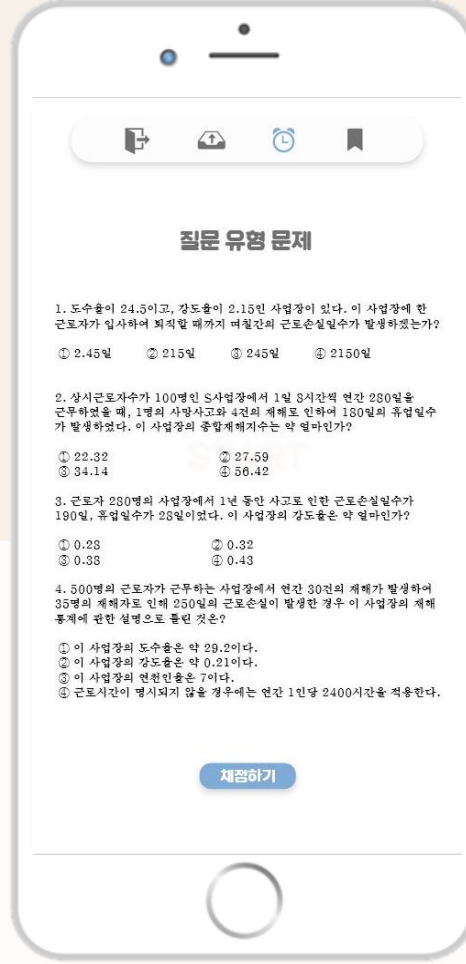 질문 유형 문제
1. 도수율이 24.5이고, 강도율이 2.15인 사업장이 있다. 이 사업장에 한
근로자가 입사하여 퇴직할 때까지 며칠간의 근로손실일수가 발생하겠는가?
① 2.45일 ② 215일 ③ 245일 ④ 2150일
2. 상시근로자수가 100명인 S사업장에서 1일 8시간씩 연간 280일을
근무하였을 때, 1명의 사망사고와 4건의 재해로 인하여 180일의 휴업일수
가 발생하였다. 이 사업장의 종합재해지수는 약 얼마인가?
① 22.32 ② 27.59
③ 34.14 ④ 56.42
3. 근로자 280명의 사업장에서 1년 동안 사고로 인한 근로손실일수가
190일, 휴업일수가 28일이었다. 이 사업장의 강도율은 약 얼마인가?
① 0.28 ② 0.32
③ 0.38 ④ 0.43
4. 500명의 근로자가 근무하는 사업장에서 연간 30건의 재해가 발생하여
35명의 재해자로 인해 250일의 근로손실이 발생한 경우 이 사업장의 재해
통계에 관한 설명으로 틀린 것은?
① 이 사업장의 도수율은 약 29.2이다.
② 이 사업장의 강도율은 약 0.21이다.
③ 이 사업장의 연천인율은 7이다.
④ 근로시간이 명시되지 않을 경우에는 연간 1인당 2400시간을 적용한다.
채점하기